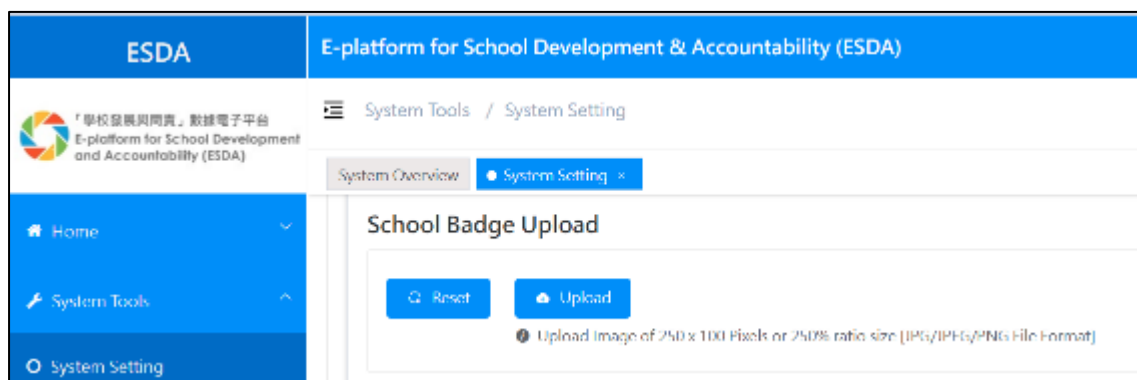 ESDA
E-platform for School Development & Accountability (ESDA)
「學校發展與問責」數據電子平台
E-platform for School Development
and Accountability (ESDA)
System Tools / System Setting
System Overview
System Setting ×
Home
System Tools
System Setting
School Badge Upload
Reset
Upload
Upload Image of 250 x 100 Pixels or 250% ratio size [JPG/JPEG/PNG File Format]